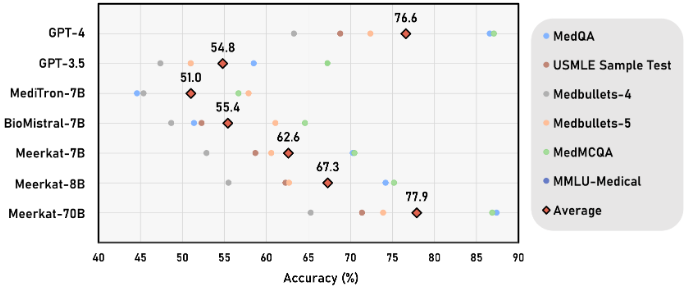 GPT-4
76.6
GPT-3.5
54.8
MediTron-7B
51.0
BioMistral-7B
55.4
Meerkat-7B
62.6
Meerkat-8B
67.3
Meerkat-70B
77.9
40 45 50 55 60 65 70 75 80 85 90
Accuracy (%)
MedQA
USMLE Sample Test
Medbullets-4
Medbullets-5
MedMCQA
MMLU-Medical
Average